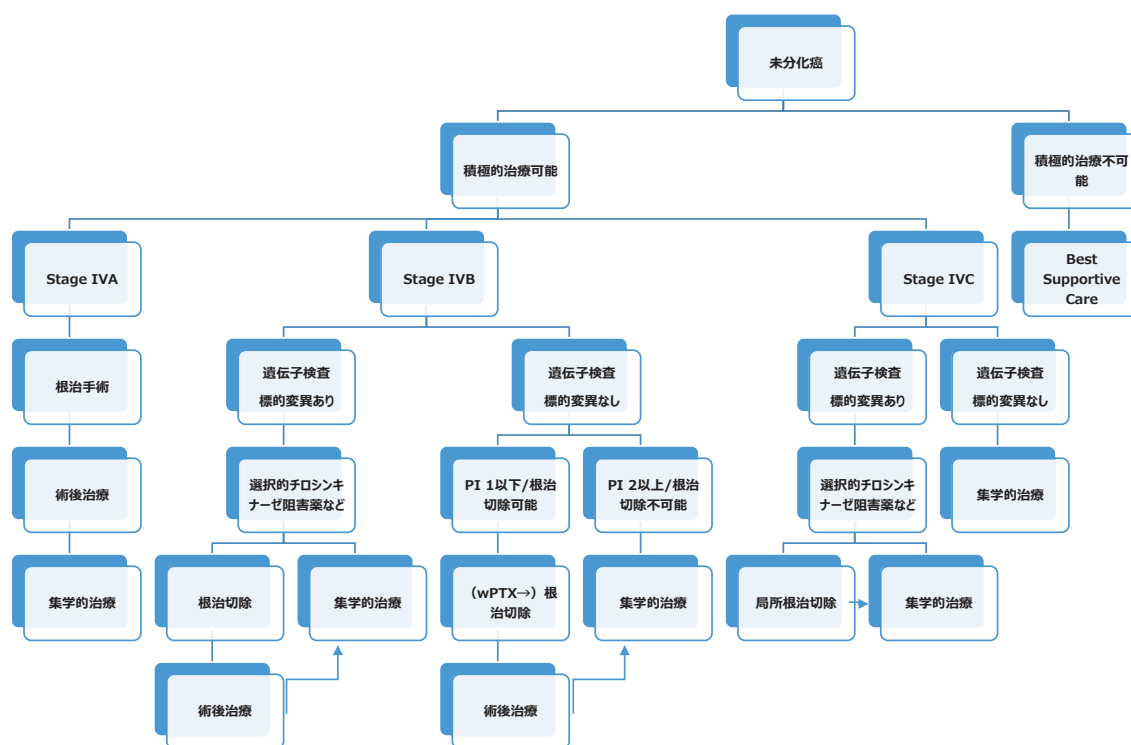 未分化癌
積極的治療可能
積極的治療不可
能
Stage IVA
Stage IVB
Stage IVC
Best
Supportive
Care
根治手術
遺伝子検査
標的変異あり
遺伝子検査
標的変異なし
遺伝子検査
標的変異あり
遺伝子検査
標的変異なし
術後治療
選択的チロシンキ
ナーゼ阻害薬など
PI 1以下/根治
切除可能
PI 2以上/根治
切除不可能
選択的チロシンキ
ナーゼ阻害薬など
集学的治療
集学的治療
根治切除
集学的治療
（wPTX→）根
治切除
集学的治療
局所根治切除
集学的治療
術後治療
術後治療